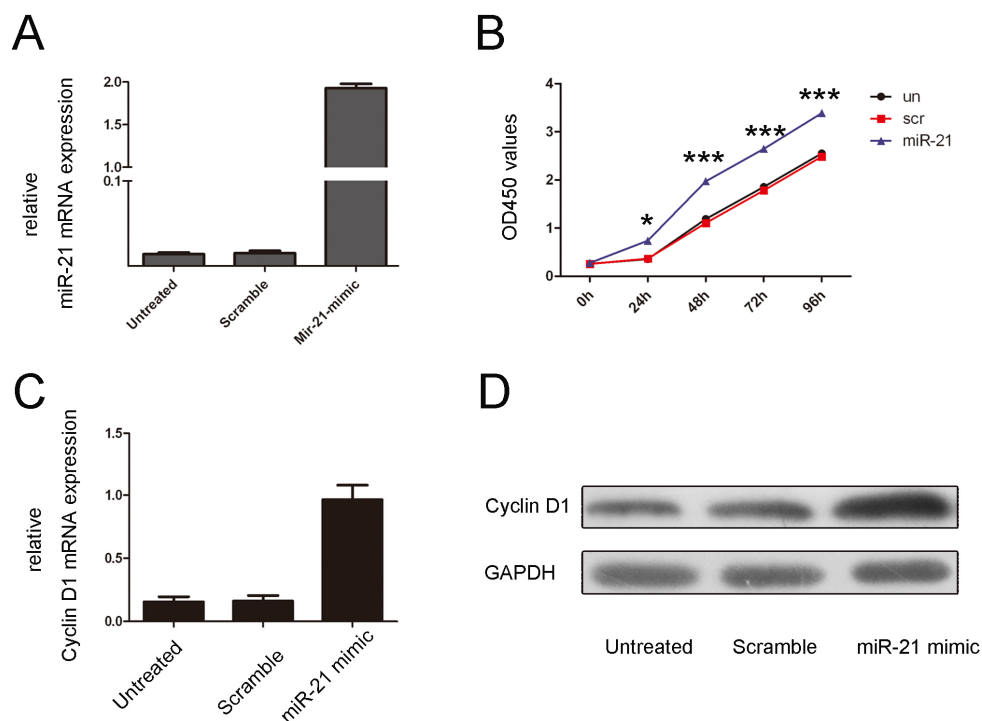 A
relative
miR-21 mRNA expression
2.0
1.5
1.0
0.1
Untreated
Scramble
Mir-21-mimic
B
OD450 values
4
3
2
1
0
*
***
***
***
0h
24h
48h
72h
96h
un
scr
miR-21
C
relative
Cyclin D1 mRNA expression
1.5
1.0
0.5
0.0
Untreated
Scramble
miR-21 mimic
D
Cyclin D1
GAPDH
Untreated Scramble miR-21 mimic